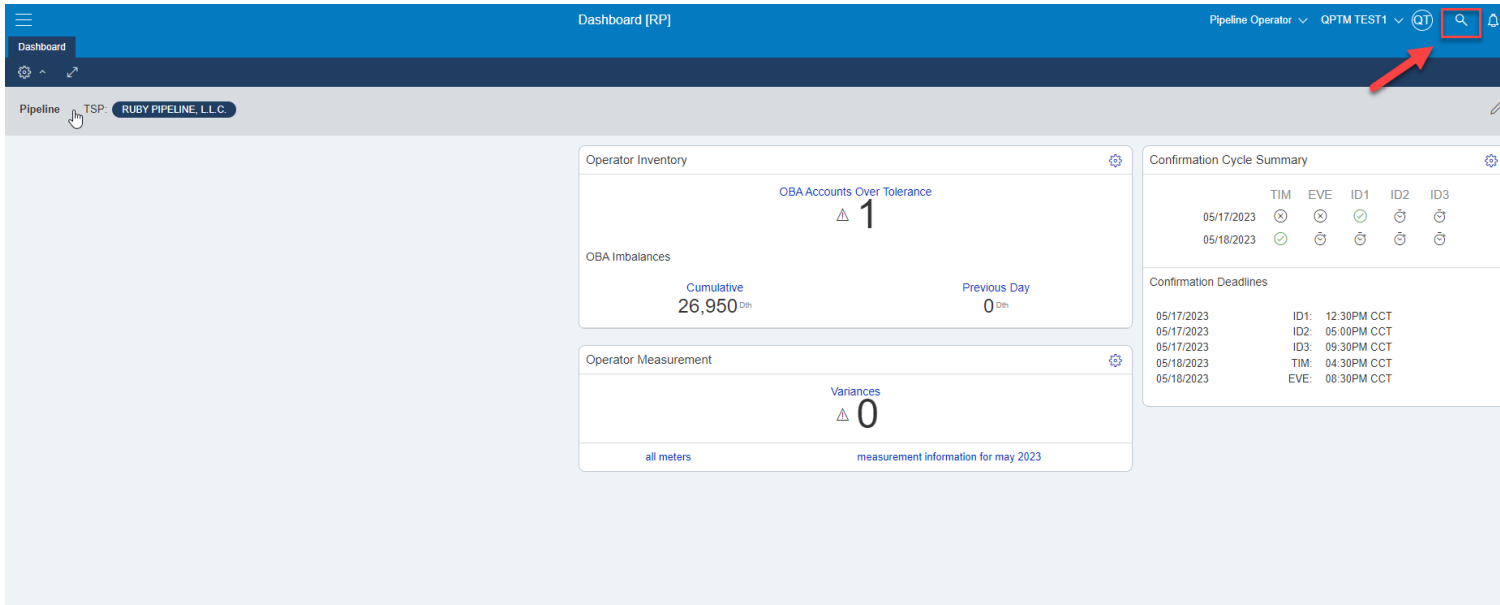 Dashboard [RP]
Pipeline Operator QPTM TEST1 QT
Dashboard
Pipeline TSP: RUBY PIPELINE, L.L.C.
Operator Inventory
OBA Accounts Over Tolerance
1
OBA Imbalances
Cumulative Previous Day
26,950 Dth 0 Dth
Operator Measurement
Variances
0
all meters measurement information for may 2023
Confirmation Cycle Summary
TIM EVE ID1 ID2 ID3
05/17/2023
05/18/2023
Confirmation Deadlines
05/17/2023 ID1: 12:30PM CCT
05/17/2023 ID2: 05:00PM CCT
05/17/2023 ID3: 09:30PM CCT
05/18/2023 TIM: 04:30PM CCT
05/18/2023 EVE: 08:30PM CCT